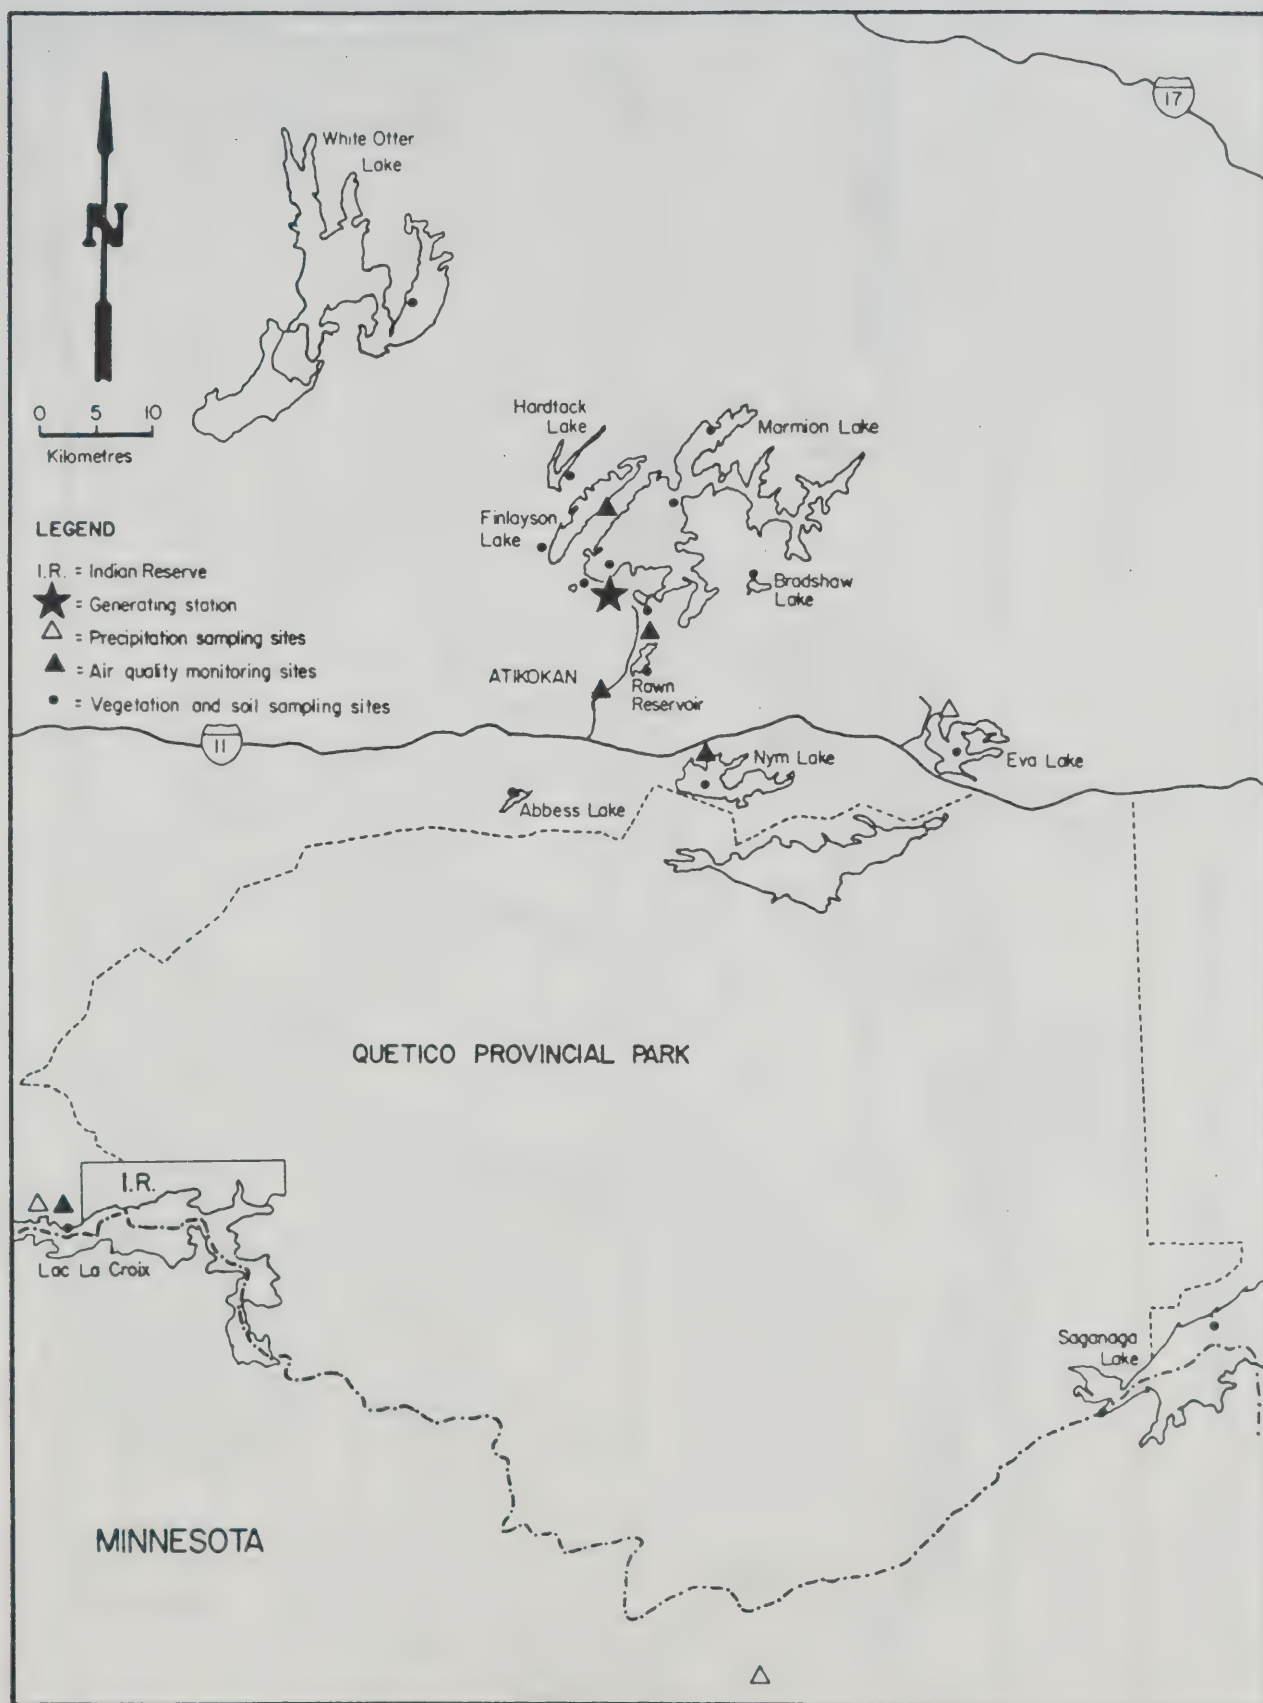 17
White Otter
Lake
N
0 5 10
Kilometres
Hardtack
Lake
Marmion Lake
Finlayson
Lake
Bradshaw
Lake
LEGEND
I.R. = Indian Reserve
= Generating station
= Precipitation sampling sites
= Air quality monitoring sites
= Vegetation and soil sampling sites
ATIKOKAN
Rawn
Reservoir
11
Nym Lake
Eva Lake
Abbess Lake
QUETICO PROVINCIAL PARK
I.R.
Lac La Croix
Saganaga
Lake
MINNESOTA